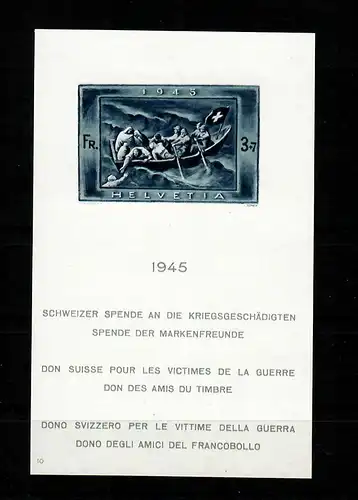 1945
FR. 3+7
HELVETIA
1945
SCHWEIZER SPENDE AN DIE KRIEGSGESCHÄDIGTEN
SPENDE DER MARKENFREUNDE
DON SUISSE POUR LES VICTIMES DE LA GUERRE
DON DES AMIS DU TIMBRE
DONO SVIZZERO PER LE VITTIME DELLA GUERRA
DONO DEGLI AMICI DEL FRANCOBOLLO
10